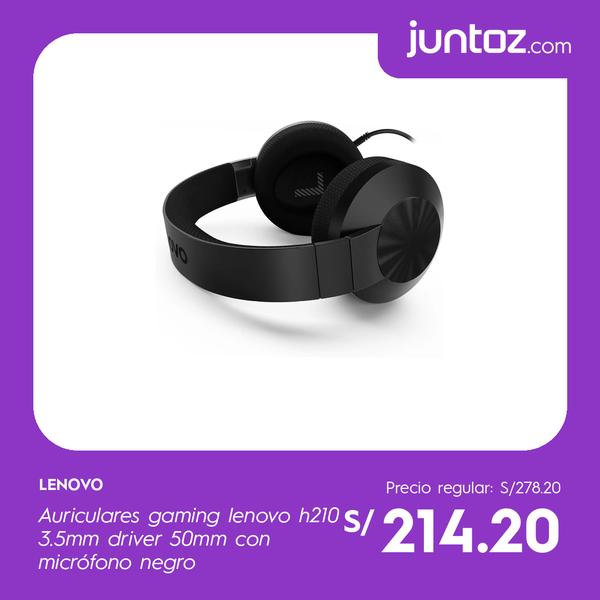 juntoz.com
OVO
LENOVO
Precio regular: S/278.20
Auriculares gaming lenovo h210
3.5mm driver 50mm con
micrófono negro
S/ 214.20